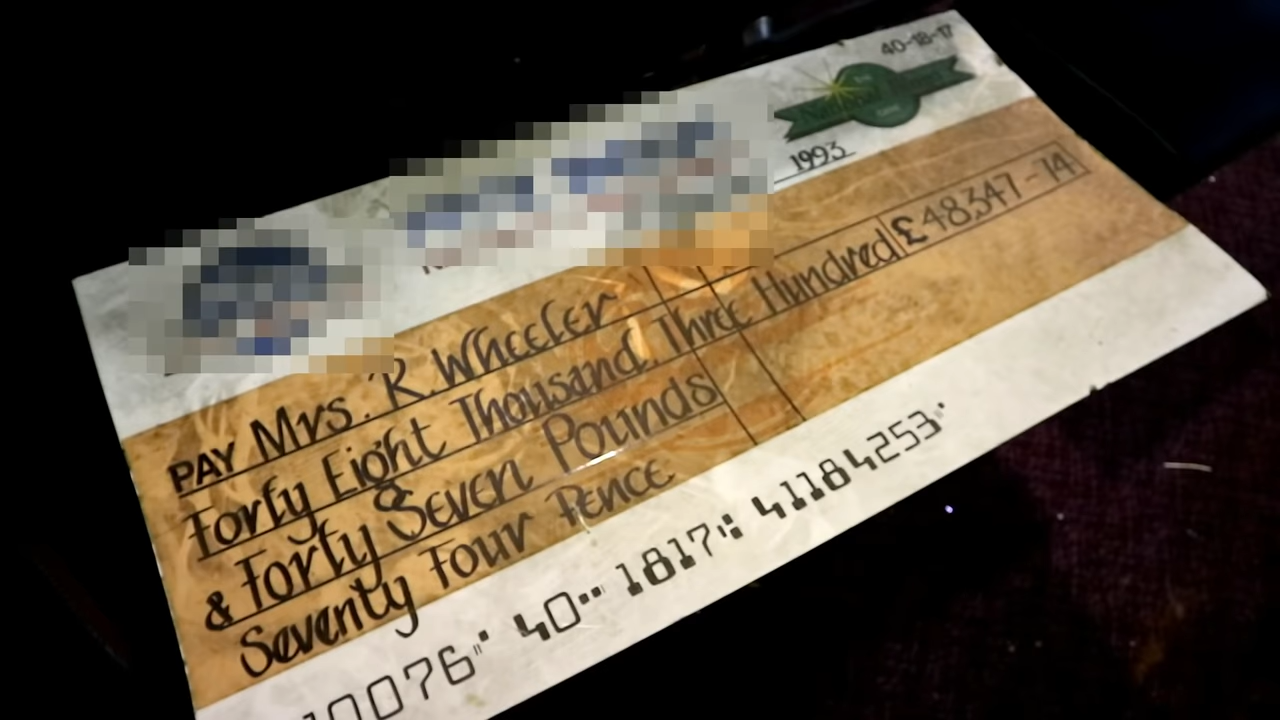 40-18-17
1993
PAY Mrs. R. Wheeler
Forty Eight Thousand, Three Hundred £48347-74
& Forty Seven Pounds
Seventy Four Pence
10076⑈ 40⑉1817⑆ 41184253⑈